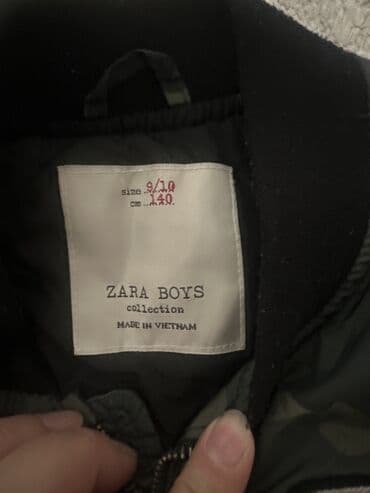 size 9/10
cm 140
ZARA BOYS
collection
MADE IN VIETNAM